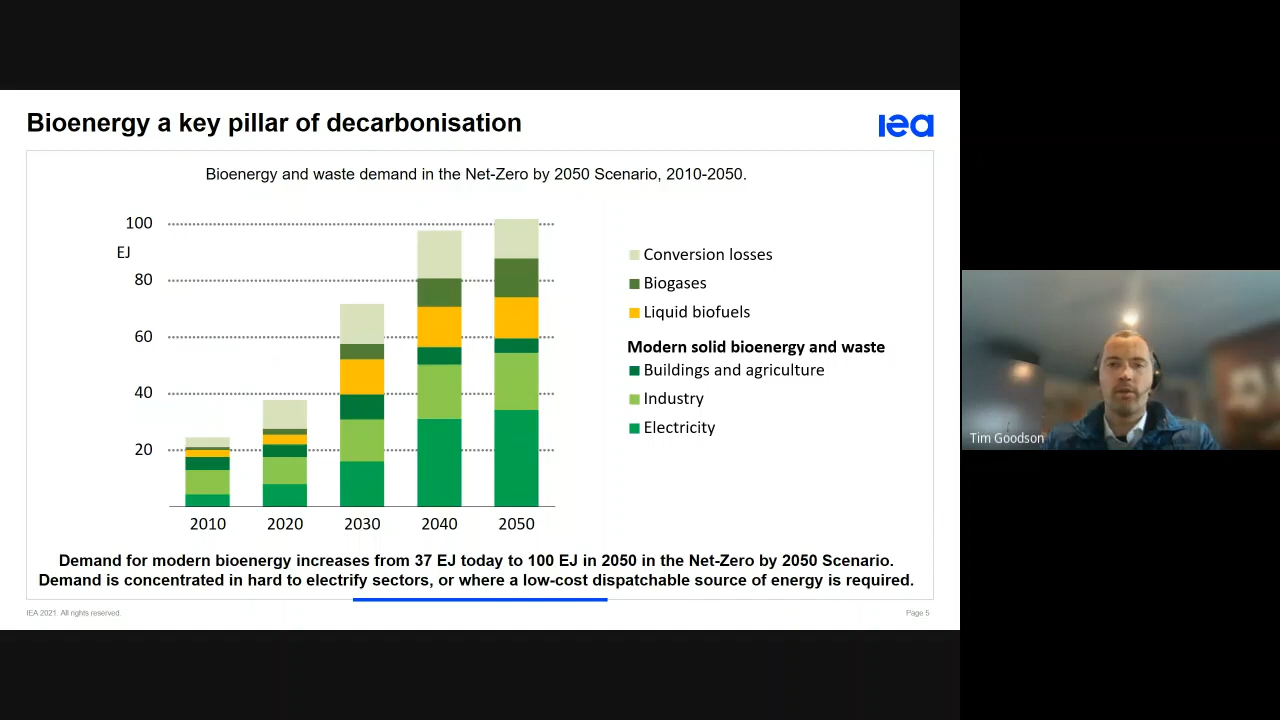 Bioenergy a key pillar of decarbonisation
iea
Bioenergy and waste demand in the Net-Zero by 2050 Scenario, 2010-2050.
100
EJ
80
60
40
20
2010 2020 2030 2040 2050
Conversion losses
Biogases
Liquid biofuels
Modern solid bioenergy and waste
Buildings and agriculture
Industry
Electricity
Demand for modern bioenergy increases from 37 EJ today to 100 EJ in 2050 in the Net-Zero by 2050 Scenario.
Demand is concentrated in hard to electrify sectors, or where a low-cost dispatchable source of energy is required.
IEA 2021. All rights reserved.
Page 5
Tim Goodson